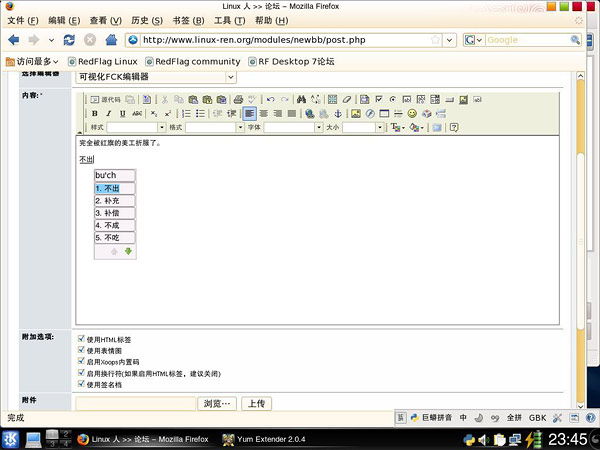 Linux 人 >> 论坛 - Mozilla Firefox
文件(F) 编辑(E) 查看(V) 历史(S) 书签(B) 工具(T) 帮助(H)
http://www.linux-ren.org/modules/newbb/post.php
Google
访问最多 RedFlag Linux RedFlag community RF Desktop 7论坛
选择编辑器 可视化FCK编辑器
内容: *
源代码
B I U ABC x₂ x²
样式 格式 字体 大小
完全被红旗的美工折服了。
不出
bu'ch
1. 不出
2. 补充
3. 补偿
4. 不成
5. 不吃
附加选项: 使用HTML标签
使用表情图
启用Xoops内置码
启用换行符(如果启用HTML标签，建议关闭)
使用签名档
附件 浏览... 上传
完成
自蟒拼音 中 全拼 GBK
1 2
3 4
Linux 人 >> 论坛 - Mozilla Firefox
Yum Extender 2.0.4
23:45